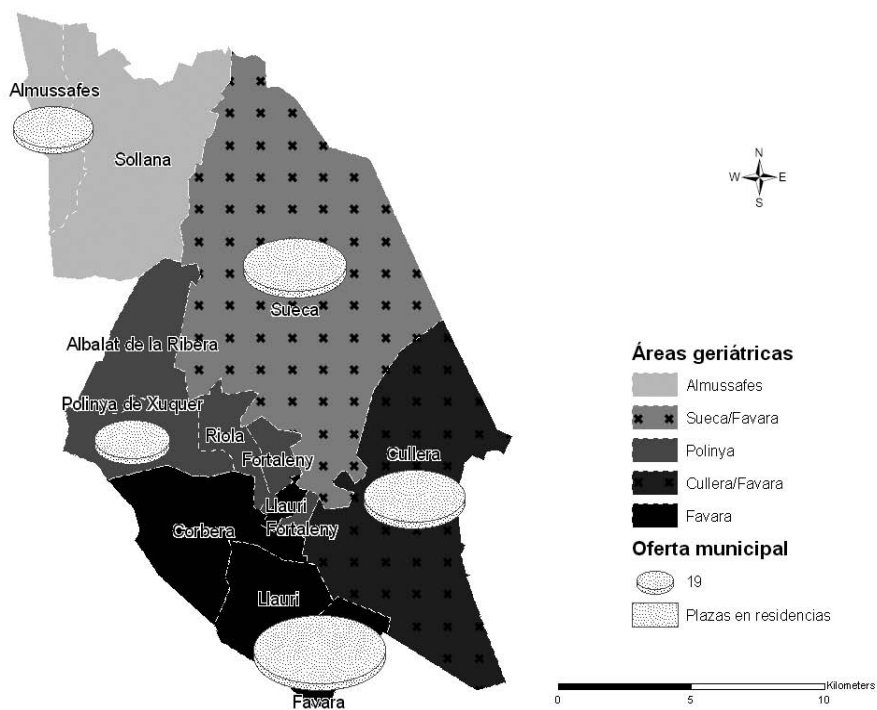 Almussafes
Sollana
N
W E
S
Sueca
Albalat de la Ribera
Polinya de Xuquer
Riola
Fortaleny
Cullera
Llauri
Fortaleny
Corbera
Llauri
Favara
Áreas geriátricas
Almussafes
Sueca/Favara
Polinya
Cullera/Favara
Favara
Oferta municipal
19
Plazas en residencias
Kilometers
0 5 10